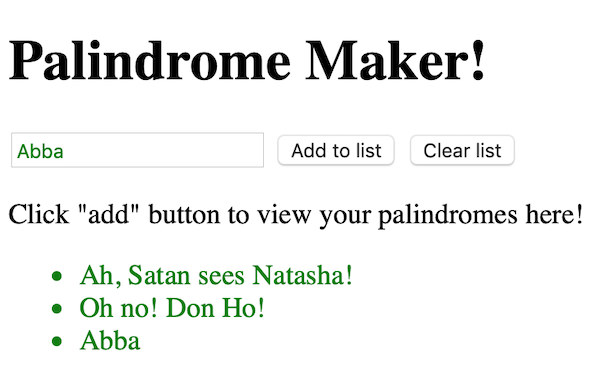 Palindrome Maker!
Abba Add to list Clear list
Click "add" button to view your palindromes here!
Ah, Satan sees Natasha!
Oh no! Don Ho!
Abba